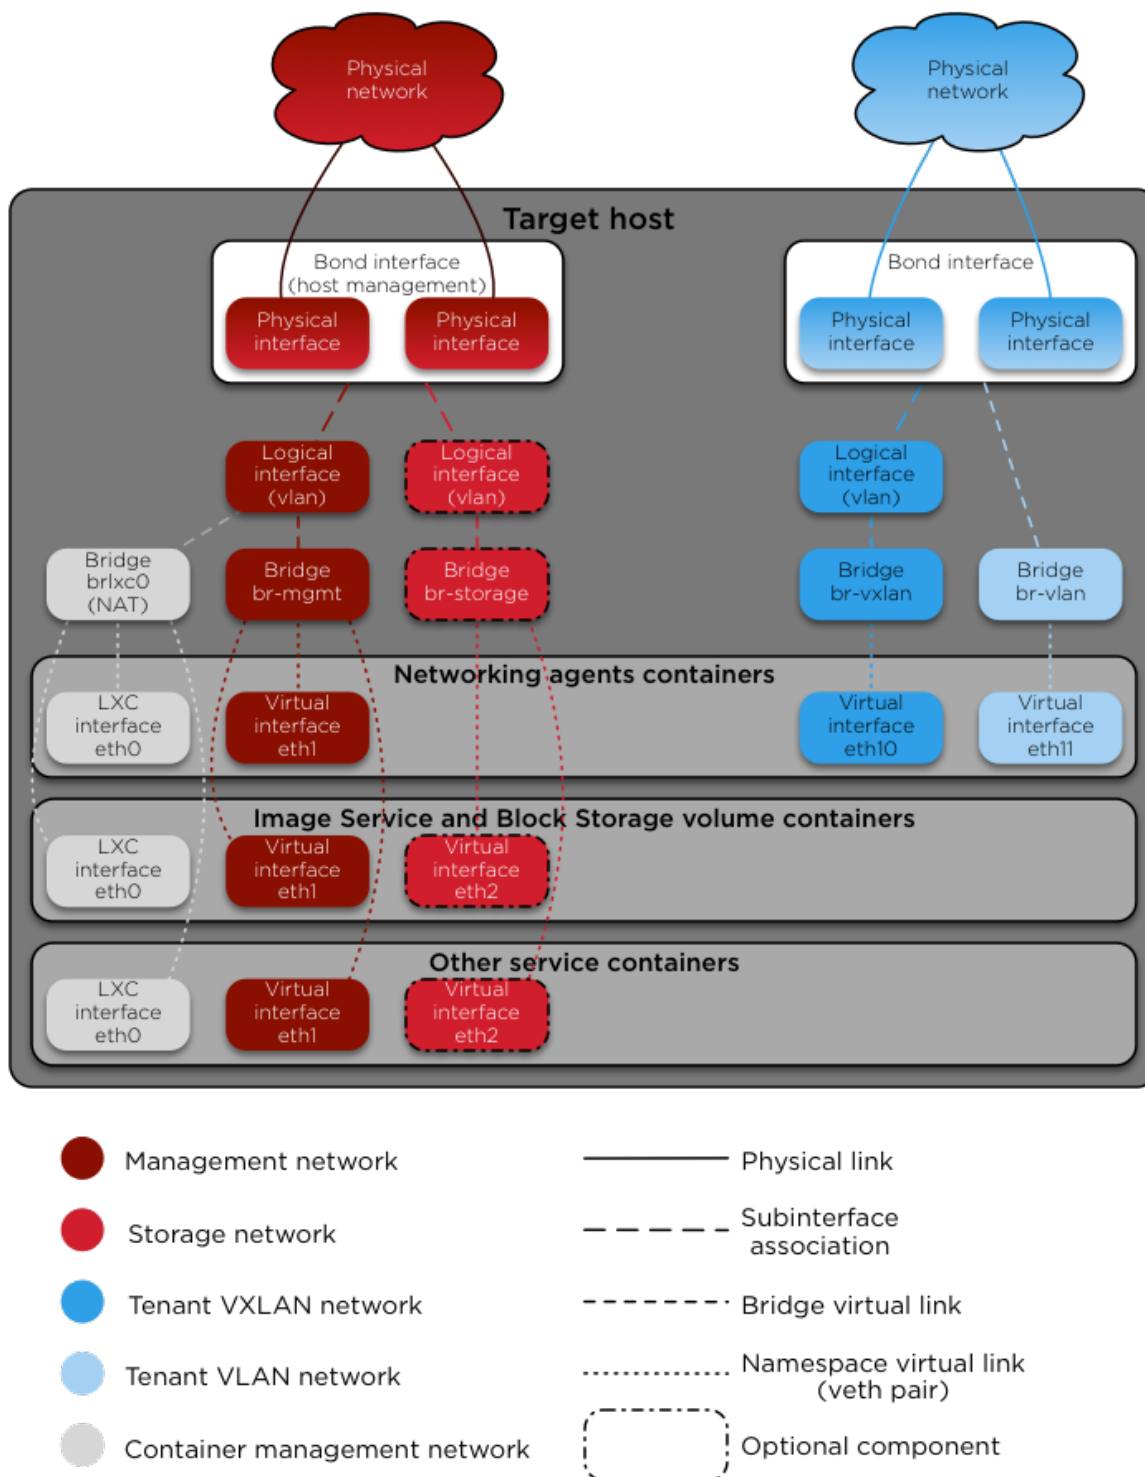 Physical
network
Physical
network
Target host
Bond interface
(host management)
Bond interface
Physical
interface
Physical
interface
Physical
interface
Physical
interface
Logical
interface
(vlan)
Logical
interface
(vlan)
Logical
interface
(vlan)
Bridge
brlxc0
(NAT)
Bridge
br-mgmt
Bridge
br-storage
Bridge
br-vxlan
Bridge
br-vlan
Networking agents containers
LXC
interface
eth0
Virtual
interface
eth1
Virtual
interface
eth10
Virtual
interface
eth11
Image Service and Block Storage volume containers
LXC
interface
eth0
Virtual
interface
eth1
Virtual
interface
eth2
Other service containers
LXC
interface
eth0
Virtual
interface
eth1
Virtual
interface
eth2
Management network
Physical link
Storage network
Subinterface
association
Tenant VXLAN network
Bridge virtual link
Tenant VLAN network
Namespace virtual link
(veth pair)
Container management network
Optional component